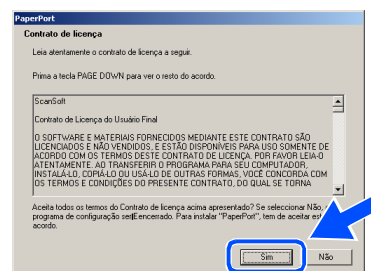 PaperPort
Contrato de licença
Leia atentamente o contrato de licença a seguir.
Prima a tecla PAGE DOWN para ver o resto do acordo.
ScanSoft
Contrato de Licença do Usuário Final
O SOFTWARE E MATERIAIS FORNECIDOS MEDIANTE ESTE CONTRATO SÃO
LICENCIADOS E NÃO VENDIDOS, E ESTÃO DISPONÍVEIS PARA USO SOMENTE DE
ACORDO COM OS TERMOS DESTE CONTRATO DE LICENÇA. POR FAVOR LEIA-O
ATENTAMENTE. AO TRANSFERIR O PROGRAMA PARA SEU COMPUTADOR,
INSTALÁ-LO, COPIÁ-LO OU USÁ-LO DE OUTRAS FORMAS, VOCÊ CONCORDA COM
OS TERMOS E CONDIÇÕES DO PRESENTE CONTRATO, DO QUAL SE TORNA
Aceita todos os termos do Contrato de licença acima apresentado? Se seleccionar Não,
programa de configuração encerrado. Para instalar "PaperPort", tem de aceitar
acordo.
Sim Não